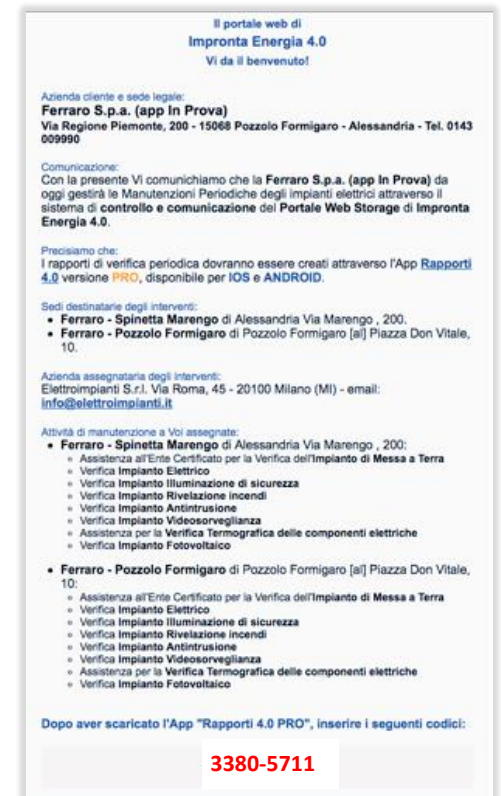 Il portale web di
Impronta Energia 4.0
Vi da il benvenuto!
Azienda cliente e sede legale:
Ferraro S.p.a. (app In Prova)
Via Regione Piemonte, 200 - 15068 Pozzolo Formigaro - Alessandria - Tel. 0143
009990
Comunicazione:
Con la presente Vi comunichiamo che la Ferraro S.p.a. (app In Prova) da
oggi gestirà le Manutenzioni Periodiche degli impianti elettrici attraverso il
sistema di controllo e comunicazione del Portale Web Storage di Impronta
Energia 4.0.
Precisiamo che:
I rapporti di verifica periodica dovranno essere creati attraverso l'App Rapporti
4.0 versione PRO, disponibile per IOS e ANDROID.
Sedi destinatarie degli interventi:
• Ferraro - Spinetta Marengo di Alessandria Via Marengo , 200.
• Ferraro - Pozzolo Formigaro di Pozzolo Formigaro [al] Piazza Don Vitale,
10.
Azienda assegnataria degli interventi:
Elettroimpianti S.r.l. Via Roma, 45 - 20100 Milano (MI) - email:
info@elettroimpianti.it
Attività di manutenzione a Voi assegnate:
• Ferraro - Spinetta Marengo di Alessandria Via Marengo , 200:
◦ Assistenza all'Ente Certificato per la Verifica dell'Impianto di Messa a Terra
◦ Verifica Impianto Elettrico
◦ Verifica Impianto Illuminazione di sicurezza
◦ Verifica Impianto Rivelazione incendi
◦ Verifica Impianto Antintrusione
◦ Verifica Impianto Videosorveglianza
◦ Assistenza per la Verifica Termografica delle componenti elettriche
◦ Verifica Impianto Fotovoltaico
• Ferraro - Pozzolo Formigaro di Pozzolo Formigaro [al] Piazza Don Vitale,
10:
◦ Assistenza all'Ente Certificato per la Verifica dell'Impianto di Messa a Terra
◦ Verifica Impianto Elettrico
◦ Verifica Impianto Illuminazione di sicurezza
◦ Verifica Impianto Rivelazione incendi
◦ Verifica Impianto Antintrusione
◦ Verifica Impianto Videosorveglianza
◦ Assistenza per la Verifica Termografica delle componenti elettriche
◦ Verifica Impianto Fotovoltaico
Dopo aver scaricato l'App "Rapporti 4.0 PRO", inserire i seguenti codici:
3380-5711